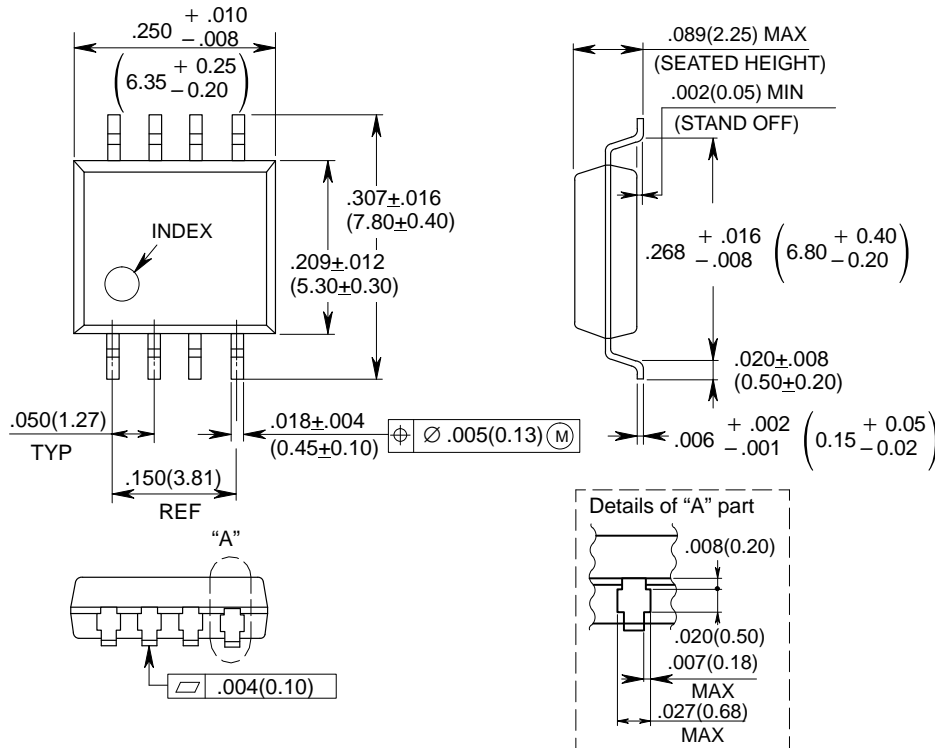 .250 + .010 - .008
(6.35 + 0.25 - 0.20)
INDEX
.307±.016
(7.80±0.40)
.209±.012
(5.30±0.30)
.050(1.27)
TYP
.018±.004
(0.45±0.10)
⌖ Ø .005(0.13) Ⓜ
.150(3.81)
REF
"A"
⏥ .004(0.10)
.089(2.25) MAX
(SEATED HEIGHT)
.002(0.05) MIN
(STAND OFF)
.268 + .016 - .008 (6.80 + 0.40 - 0.20)
.020±.008
(0.50±0.20)
.006 + .002 - .001 (0.15 + 0.05 - 0.02)
Details of "A" part
.008(0.20)
.020(0.50)
.007(0.18)
MAX
.027(0.68)
MAX